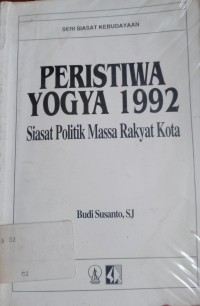 SERI SIASAT KEBUDAYAAN
PERISTIWA
YOGYA 1992
Siasat Politik Massa Rakyat Kota
Budi Susanto, SJ